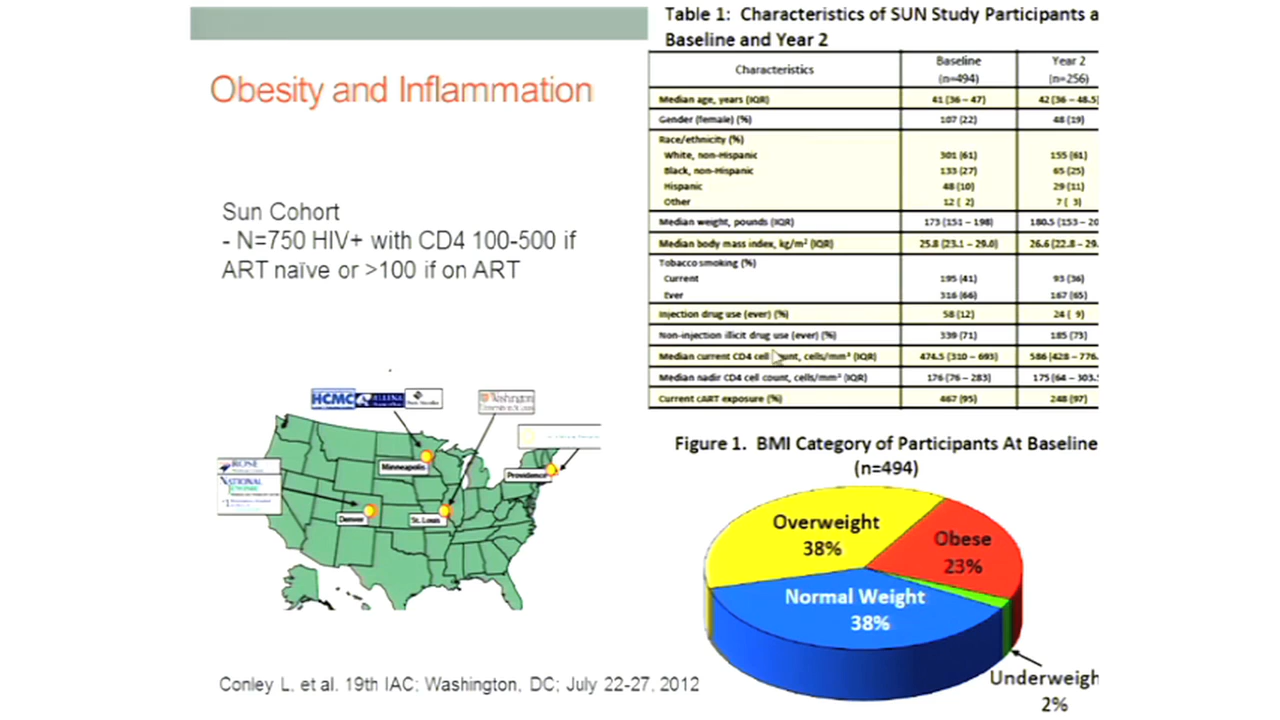 Obesity and Inflammation
Sun Cohort
- N=750 HIV+ with CD4 100-500 if
ART naïve or >100 if on ART
HCMC
Washington
Minneapolis
Providence
NATIONAL
Denver
St. Louis
Conley L, et al. 19th IAC; Washington, DC; July 22-27, 2012
Table 1: Characteristics of SUN Study Participants a
Baseline and Year 2
Characteristics Baseline (n=494) Year 2 (n=256)
Median age, years (IQR) 41 (36 – 47) 42 (36 – 48.5)
Gender (female) (%) 107 (22) 48 (19)
Race/ethnicity (%)
White, non-Hispanic 301 (61) 155 (61)
Black, non-Hispanic 133 (27) 65 (25)
Hispanic 48 (10) 29 (11)
Other 12 ( 2) 7 ( 3)
Median weight, pounds (IQR) 173 (151 – 198) 180.5 (153 – 20
Median body mass index, kg/m² (IQR) 25.8 (23.1 – 29.0) 26.6 (22.8 – 29.
Tobacco smoking (%)
Current 195 (41) 93 (36)
Ever 316 (66) 167 (65)
Injection drug use (ever) (%) 58 (12) 24 ( 9)
Non-injection illicit drug use (ever) (%) 339 (71) 185 (73)
Median current CD4 cell unt, cells/mm³ (IQR) 474.5 (310 – 693) 586 (428 – 776.
Median nadir CD4 cell count, cells/mm³ (IQR) 176 (76 – 283) 175 (64 – 303.
Current cART exposure (%) 467 (95) 248 (97)
Figure 1. BMI Category of Participants At Baseline
(n=494)
Overweight
38%
Obese
23%
Normal Weight
38%
Underweigh
2%